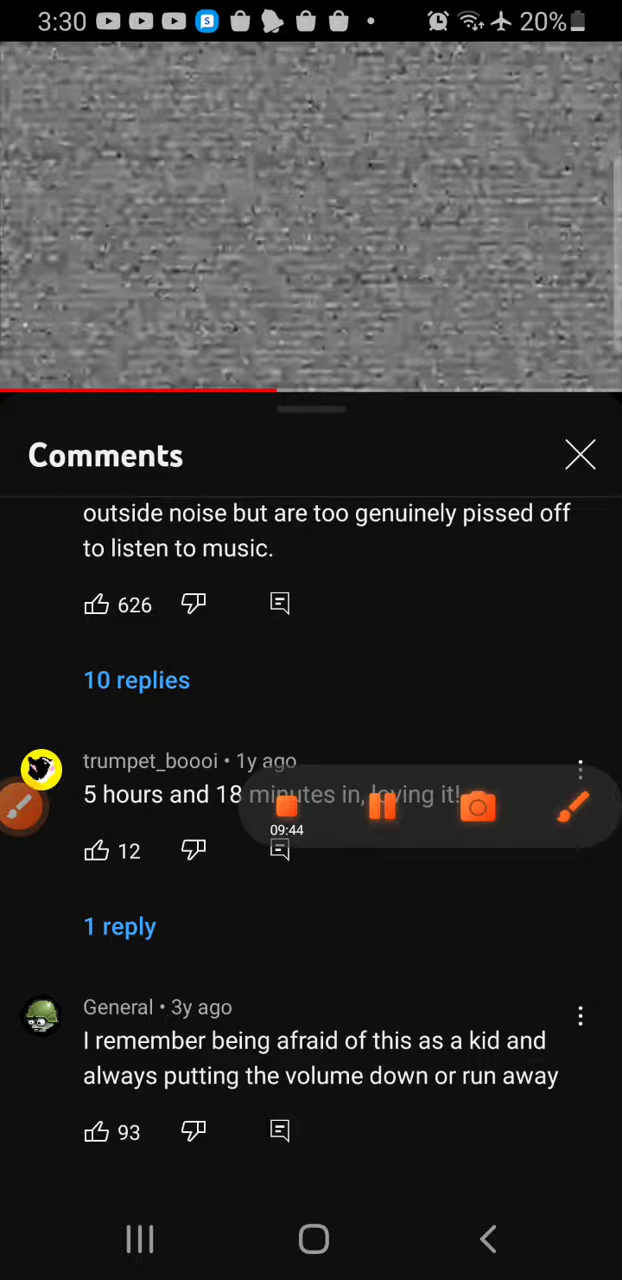 3:30 20%
Comments
outside noise but are too genuinely pissed off
to listen to music.
626
10 replies
trumpet_boooi • 1y ago
5 hours and 18 minutes in, loving it!
09:44
12
1 reply
General • 3y ago
I remember being afraid of this as a kid and
always putting the volume down or run away
93